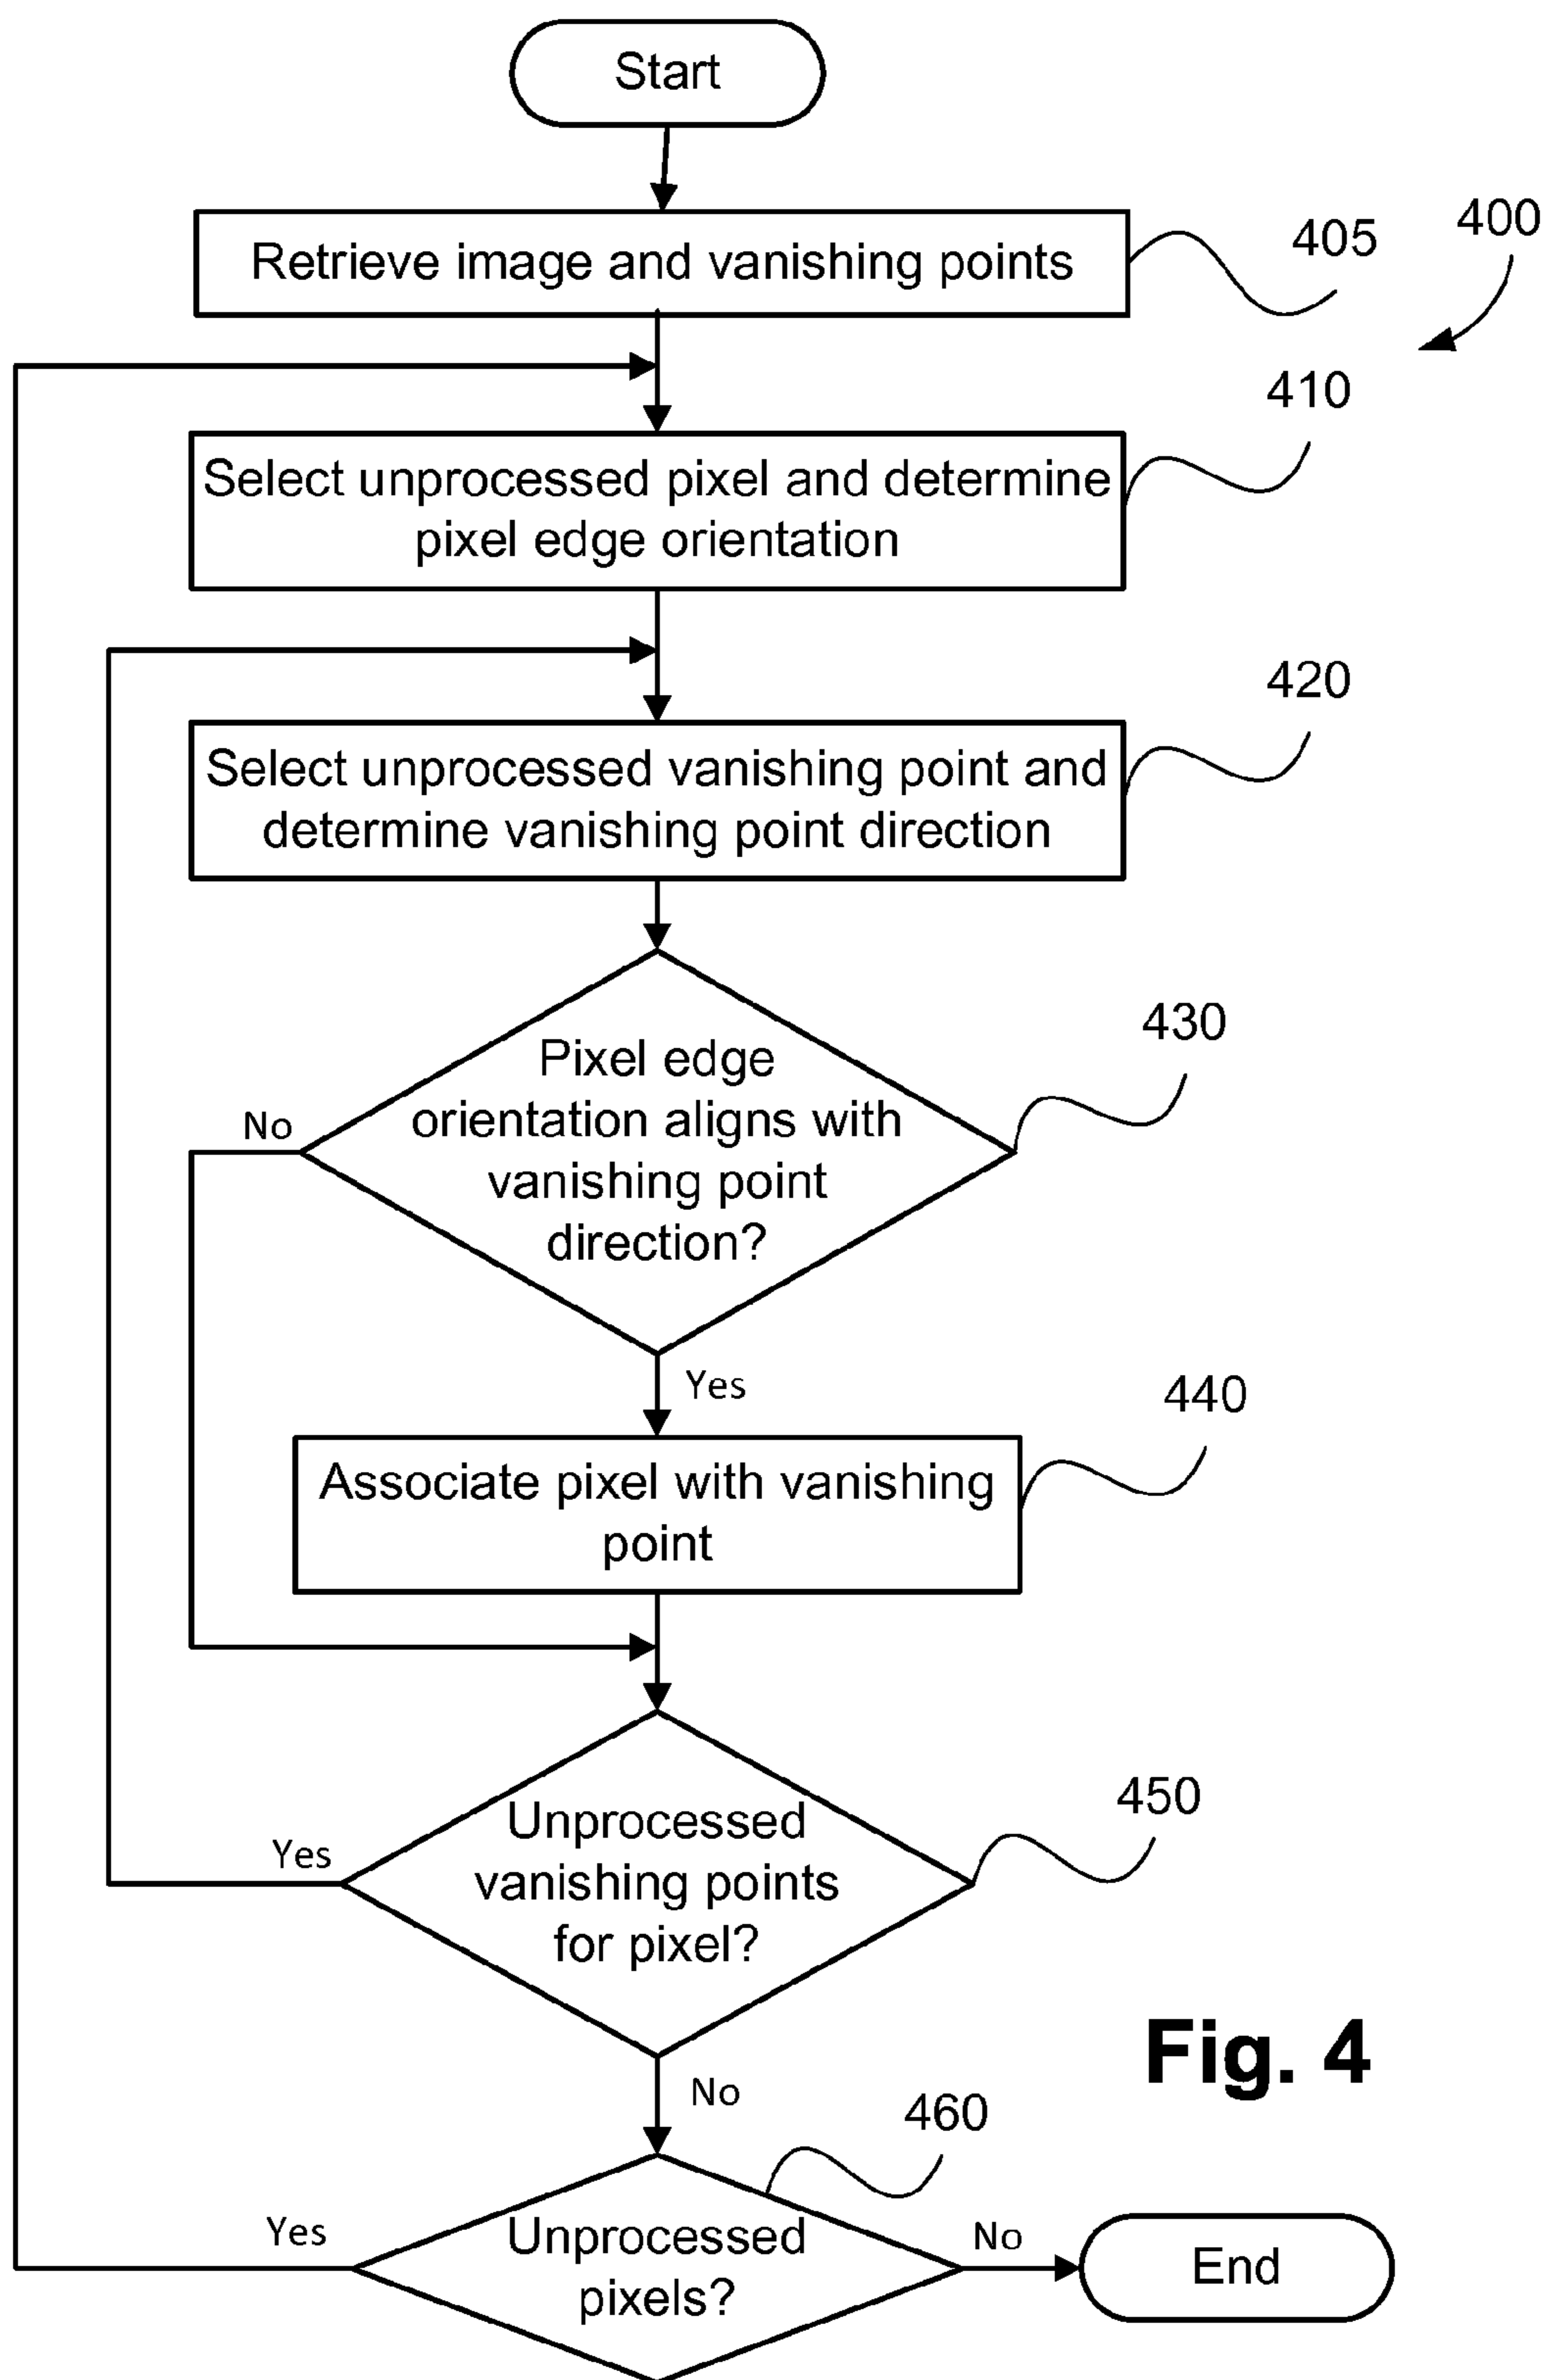 Start
Retrieve image and vanishing points
405
400
410
Select unprocessed pixel and determine
pixel edge orientation
420
Select unprocessed vanishing point and
determine vanishing point direction
430
Pixel edge
orientation aligns with
vanishing point
direction?
No
Yes
440
Associate pixel with vanishing
point
450
Unprocessed
vanishing points
for pixel?
Yes
No
Fig. 4
460
Unprocessed
pixels?
Yes
No
End